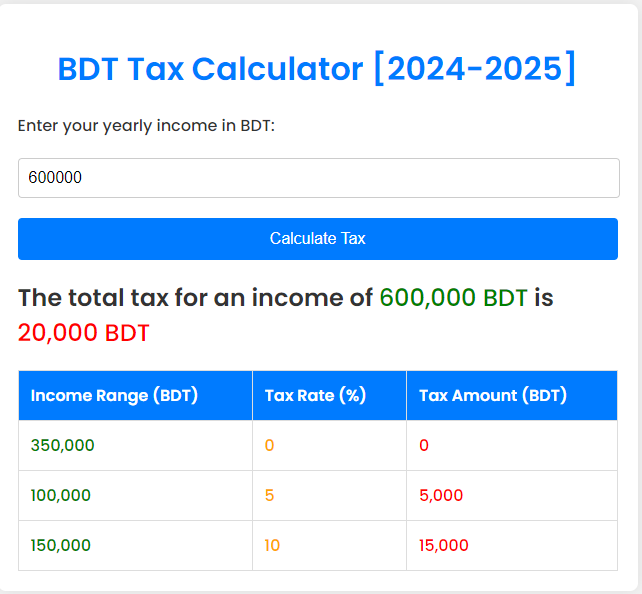 BDT Tax Calculator [2024-2025]
Enter your yearly income in BDT:
600000
Calculate Tax
The total tax for an income of 600,000 BDT is
20,000 BDT
Income Range (BDT) Tax Rate (%) Tax Amount (BDT)
350,000 0 0
100,000 5 5,000
150,000 10 15,000